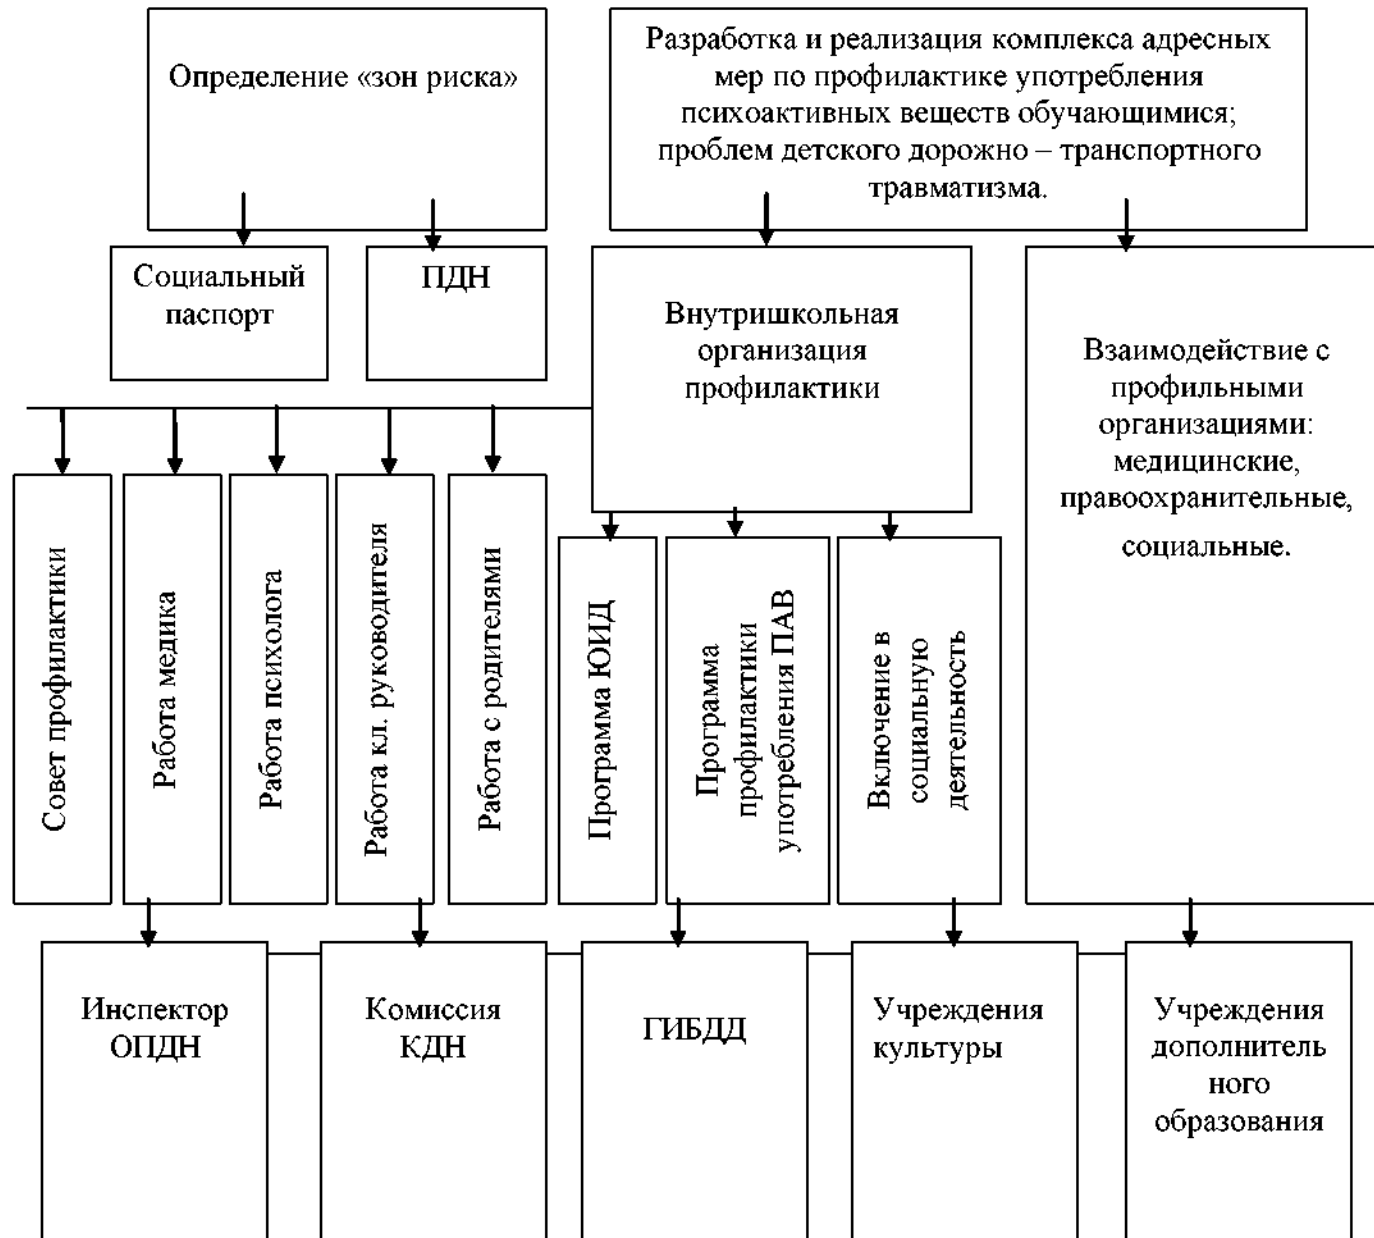 Определение «зон риска»
Разработка и реализация комплекса адресных
мер по профилактике употребления
психоактивных веществ обучающимися;
проблем детского дорожно – транспортного
травматизма.
Социальный
паспорт
ПДН
Внутришкольная
организация
профилактики
Взаимодействие с
профильными
организациями:
медицинские,
правоохранительные,
социальные.
Совет профилактики
Работа медика
Работа психолога
Работа кл. руководителя
Работа с родителями
Программа ЮИД
Программа
профилактики
употребления ПАВ
Включение в
социальную
деятельность
Инспектор
ОПДН
Комиссия
КДН
ГИБДД
Учреждения
культуры
Учреждения
дополнитель
ного
образования